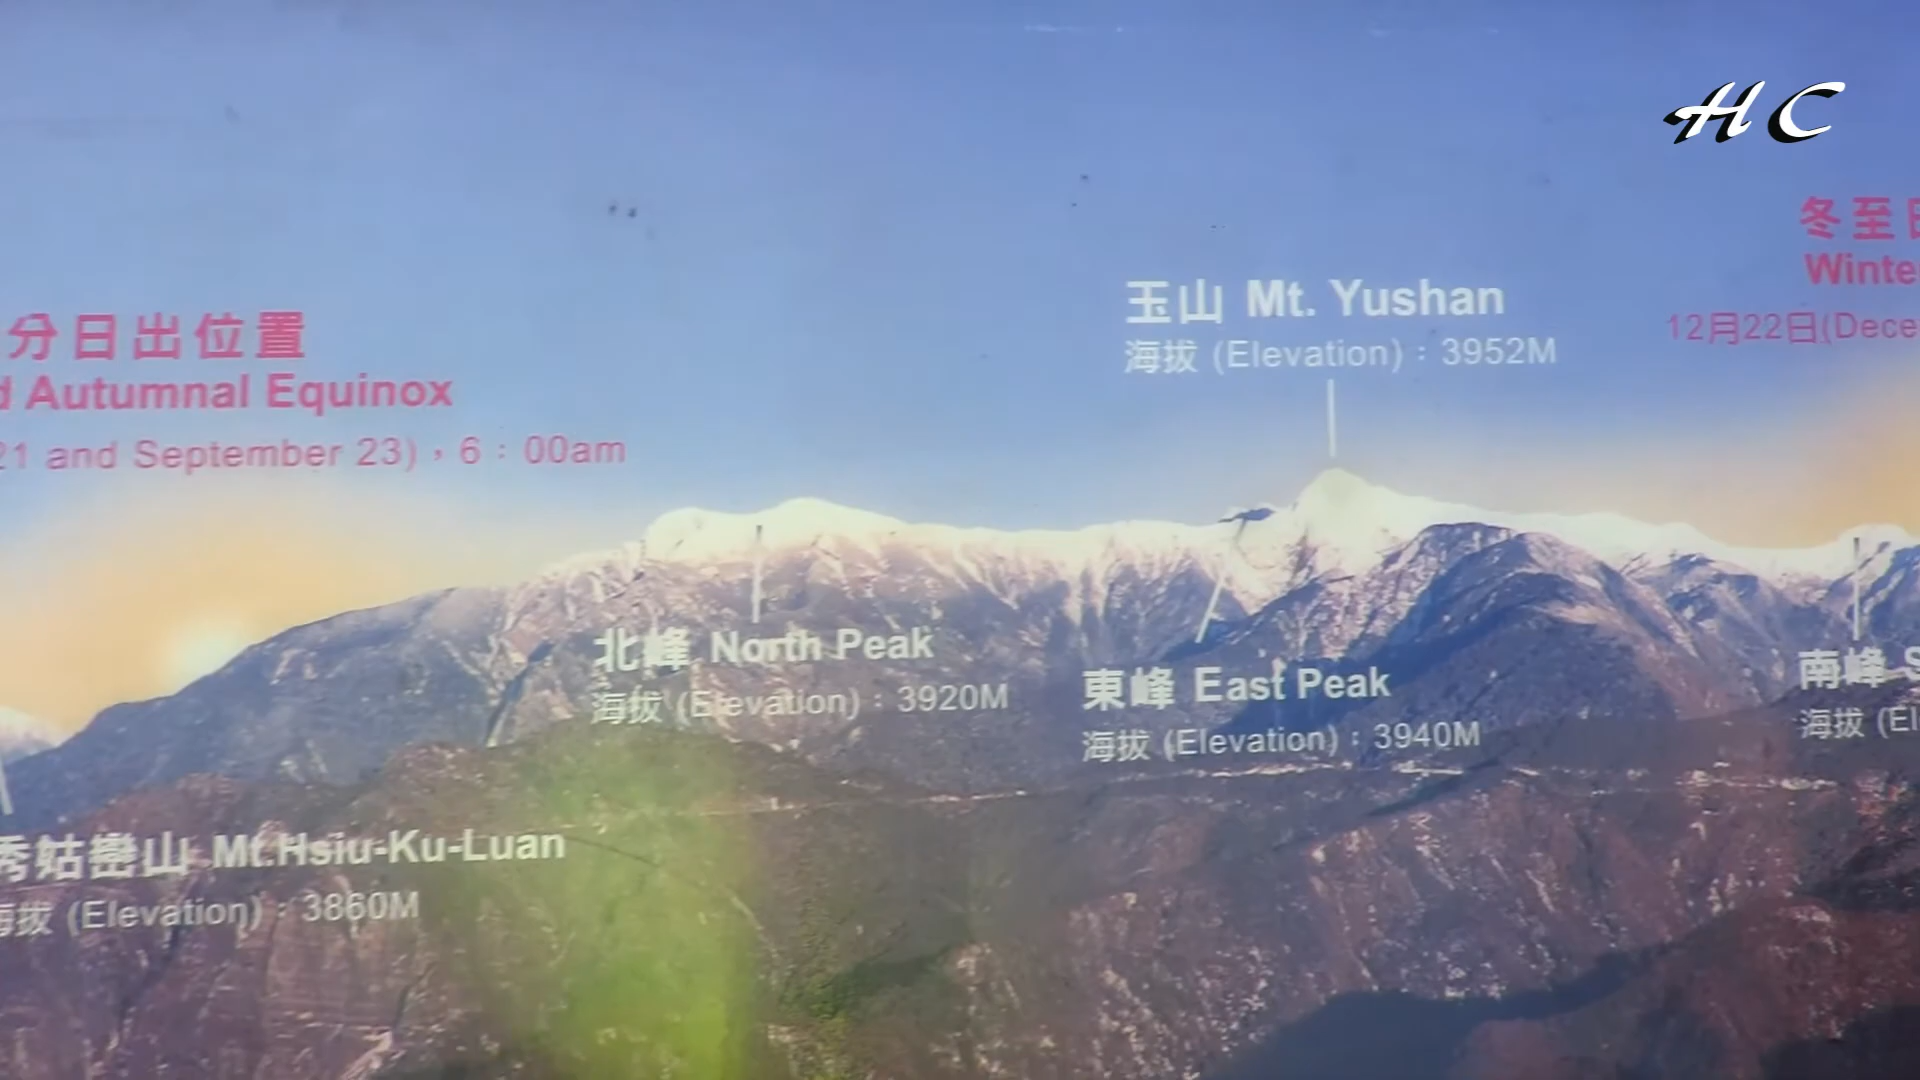 HC
冬至日
Winte
12月22日(Dece
玉山 Mt. Yushan
海拔 (Elevation)：3952M
分日出位置
d Autumnal Equinox
21 and September 23)，6：00am
北峰 North Peak
海拔 (Elevation)：3920M
東峰 East Peak
海拔 (Elevation)：3940M
南峰 S
海拔 (El
秀姑巒山 Mt.Hsiu-Ku-Luan
海拔 (Elevation)：3860M